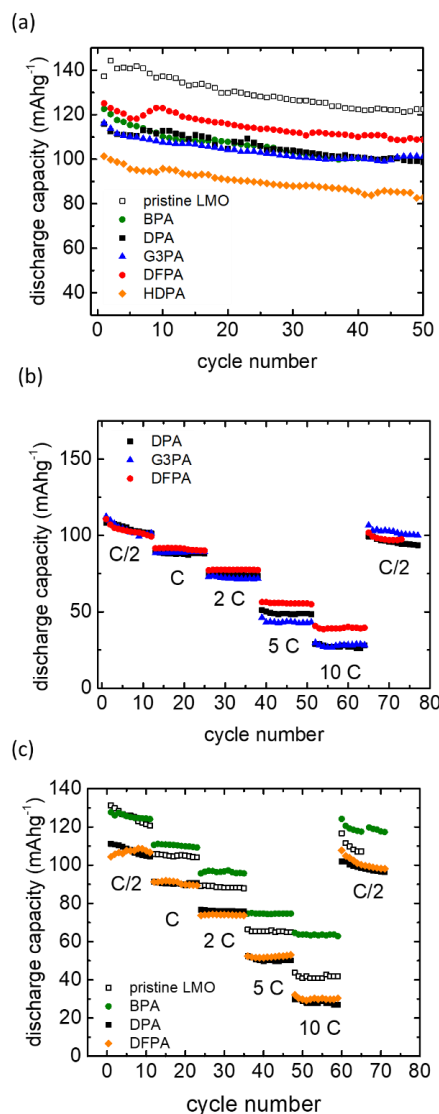 (a)
discharge capacity (mAhg⁻¹)
140
120
100
80
60
40
pristine LMO
BPA
DPA
G3PA
DFPA
HDPA
0 10 20 30 40 50
cycle number
(b)
discharge capacity (mAhg⁻¹)
150
100
50
0
DPA
G3PA
DFPA
C/2
C
2 C
5 C
10 C
C/2
0 10 20 30 40 50 60 70 80
cycle number
(c)
discharge capacity (mAhg⁻¹)
140
120
100
80
60
40
20
0
C/2
C
2 C
5 C
10 C
C/2
pristine LMO
BPA
DPA
DFPA
0 10 20 30 40 50 60 70 80
cycle number